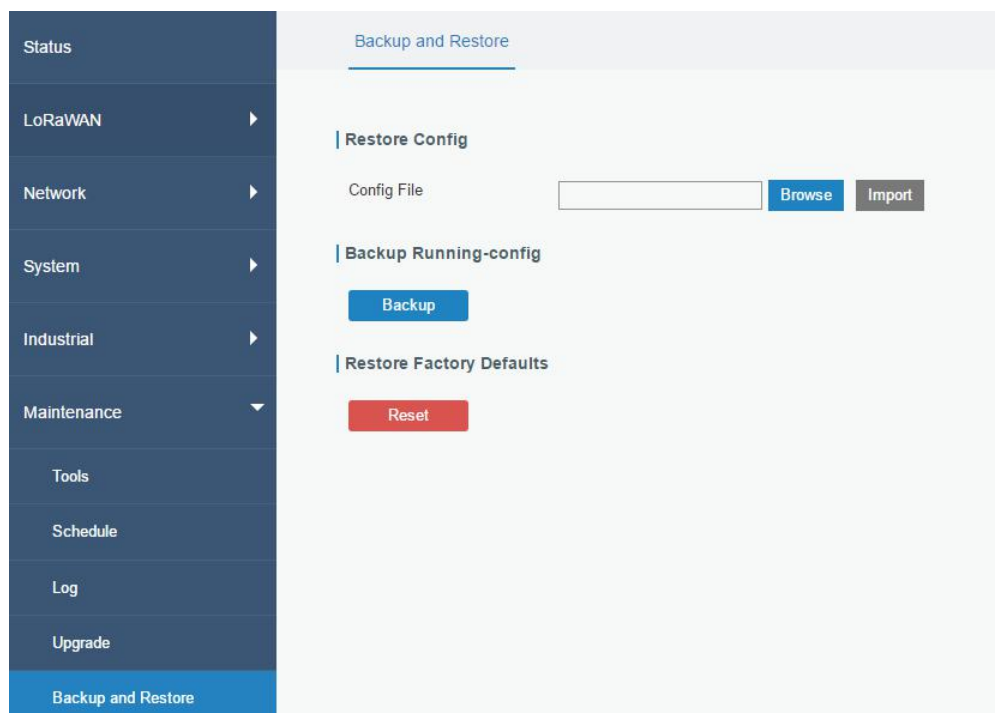 Status
LoRaWAN
Network
System
Industrial
Maintenance
Tools
Schedule
Log
Upgrade
Backup and Restore
Backup and Restore
Restore Config
Config File
Browse
Import
Backup Running-config
Backup
Restore Factory Defaults
Reset